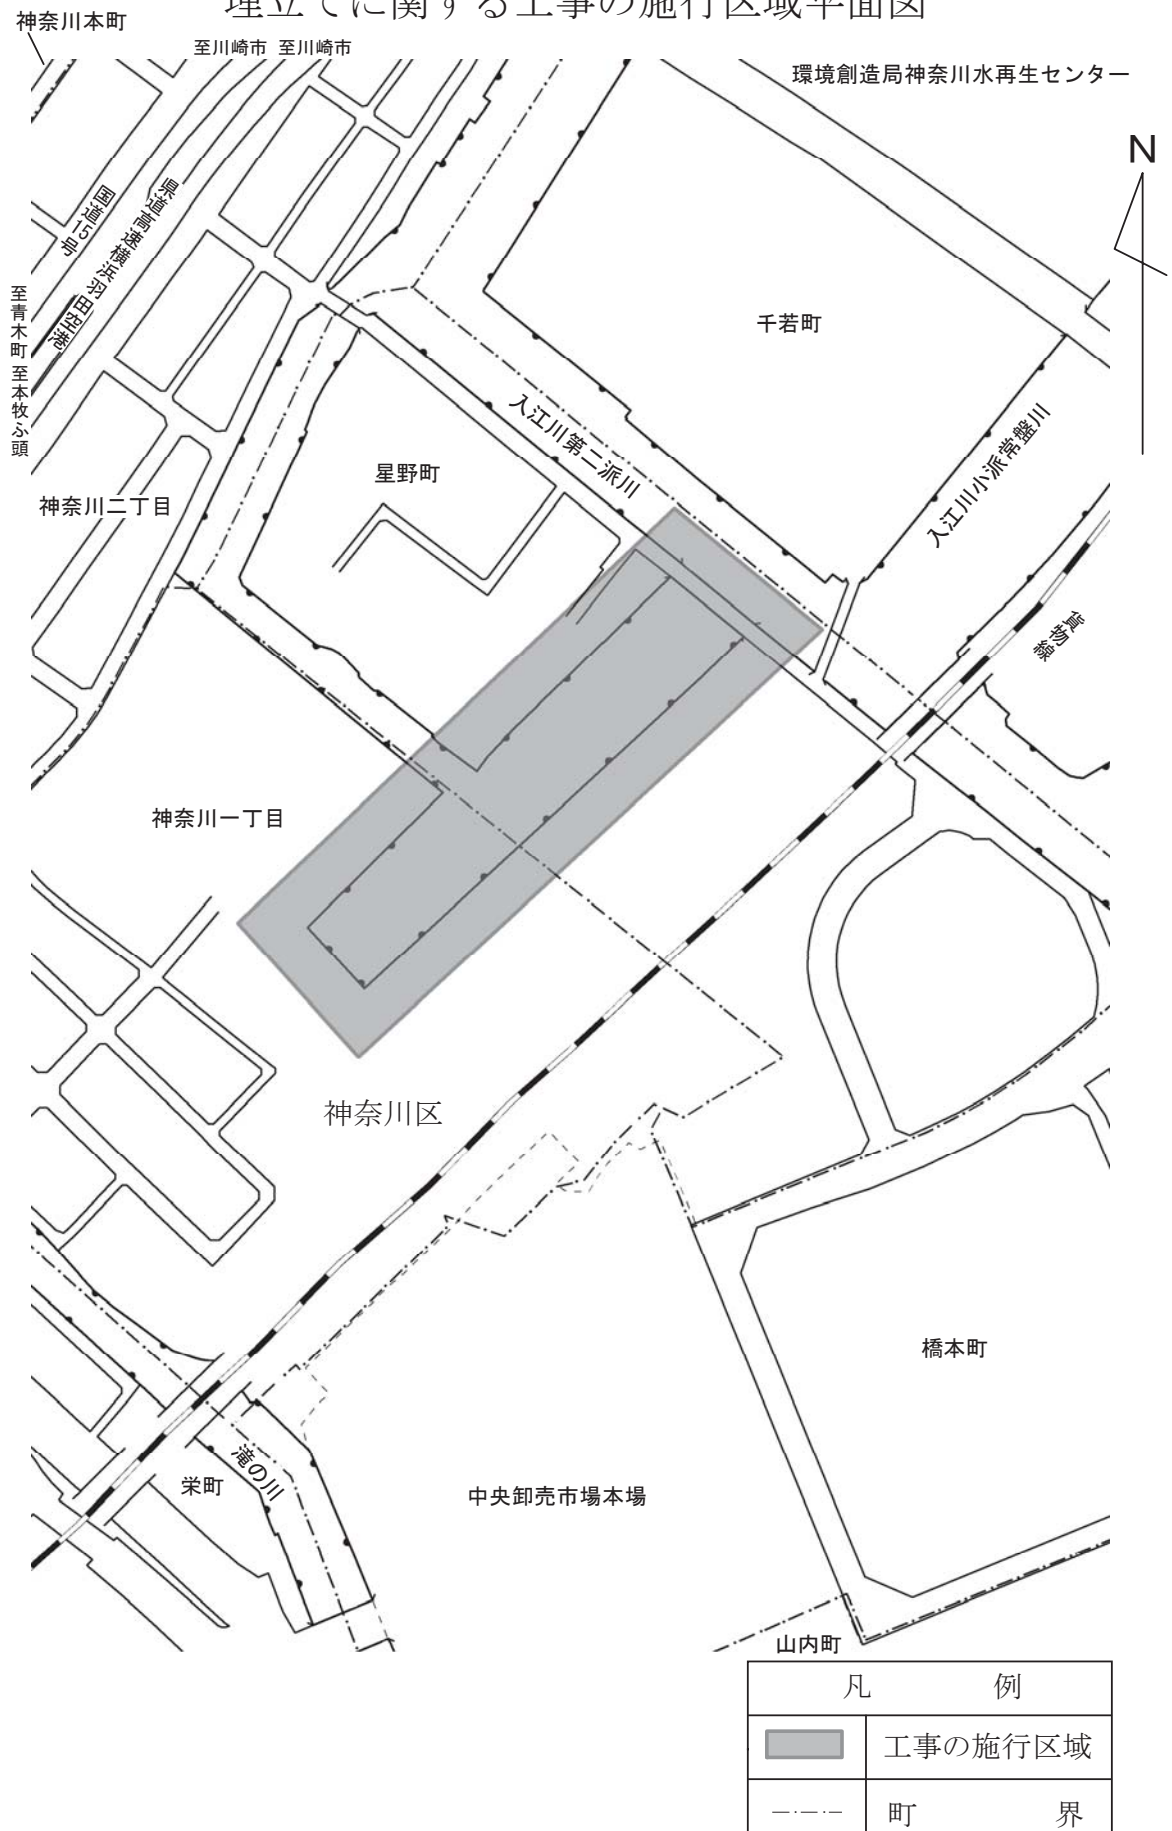 埋立てに関する工事の施行区域平面図
神奈川本町
至川崎市 至川崎市
環境創造局神奈川水再生センター
N
国道15号
県道高速横浜羽田空港
至青木町
至本牧ふ頭
千若町
入江川第二派川
入江川小派常盤川
星野町
神奈川二丁目
貨物線
神奈川一丁目
神奈川区
橋本町
栄町
滝の川
中央卸売市場本場
山内町
凡 例
工事の施行区域
町 界